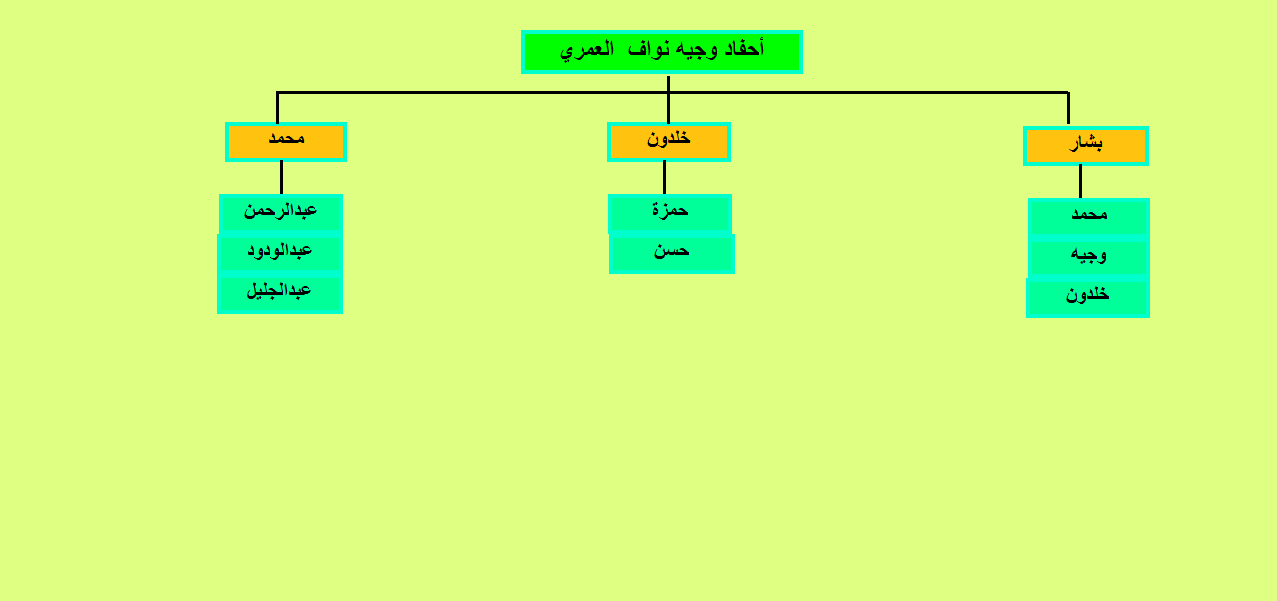 أحفاد وجيه نواف العمري
بشار
خلدون
محمد
محمد
وجيه
خلدون
حمزة
حسن
عبدالرحمن
عبدالودود
عبدالجليل